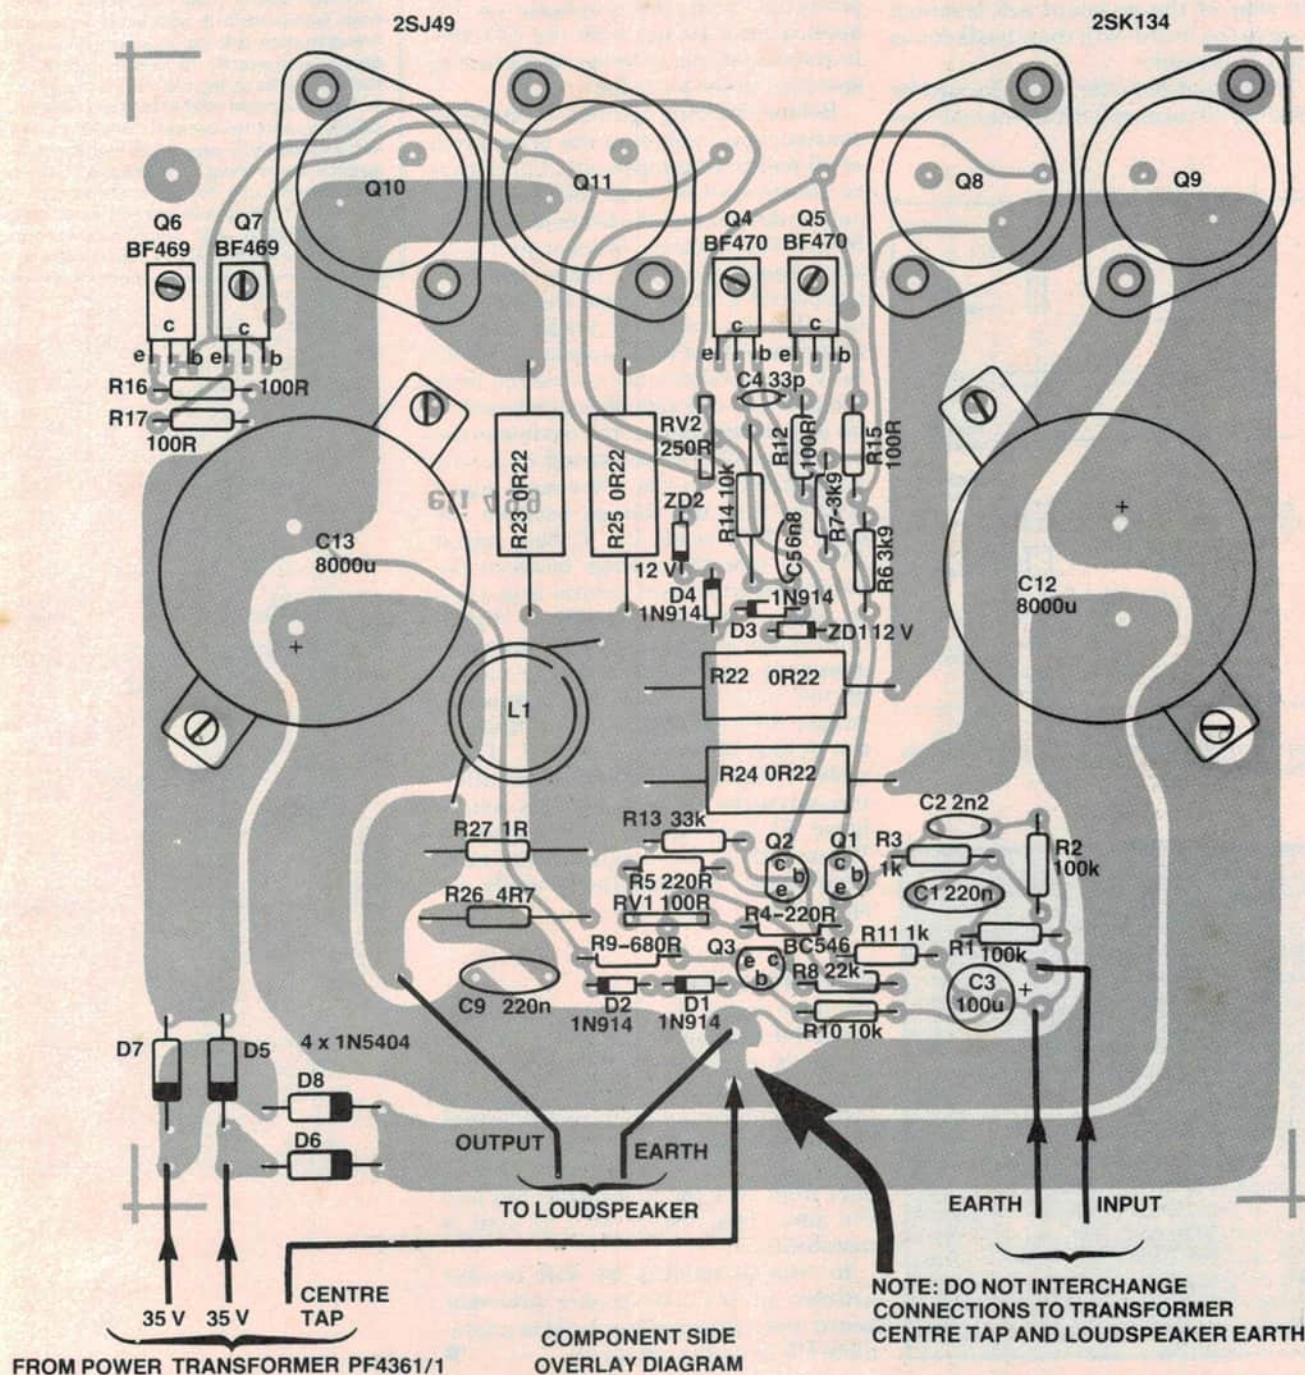 2SJ49
2SK134
Q10
Q11
Q8
Q9
Q6
BF469
Q7
BF469
Q4
BF470
Q5
BF470
c
c
c
c
e
b
e
b
e
b
e
b
R16
100R
R17
100R
C4 33p
RV2
250R
R12
100R
R15
100R
R23 0R22
R25 0R22
R14 10k
R7-3k9
eti 499
ZD2
12 V
C5 6n8
R6 3k9
C13
8000u
+
C12
8000u
+
D4
1N914
1N914
D3
ZD1 12 V
R22 0R22
L1
R24 0R22
R27 1R
R13 33k
Q2
Q1
C2 2n2
R3
1k
R2
100k
c
b
e
c
b
e
R5 220R
R26 4R7
RV1 100R
C1 220n
R4-220R
R9-680R
Q3
BC546
R11 1k
R1
100k
e
c
b
R8 22k
C3
100u
+
C9 220n
D2
1N914
D1
1N914
R10 10k
D7
D5
4 x 1N5404
D8
D6
OUTPUT
EARTH
TO LOUDSPEAKER
EARTH
INPUT
35 V
35 V
CENTRE
TAP
FROM POWER TRANSFORMER PF4361/1
COMPONENT SIDE
OVERLAY DIAGRAM
NOTE: DO NOT INTERCHANGE
CONNECTIONS TO TRANSFORMER
CENTRE TAP AND LOUDSPEAKER EARTH